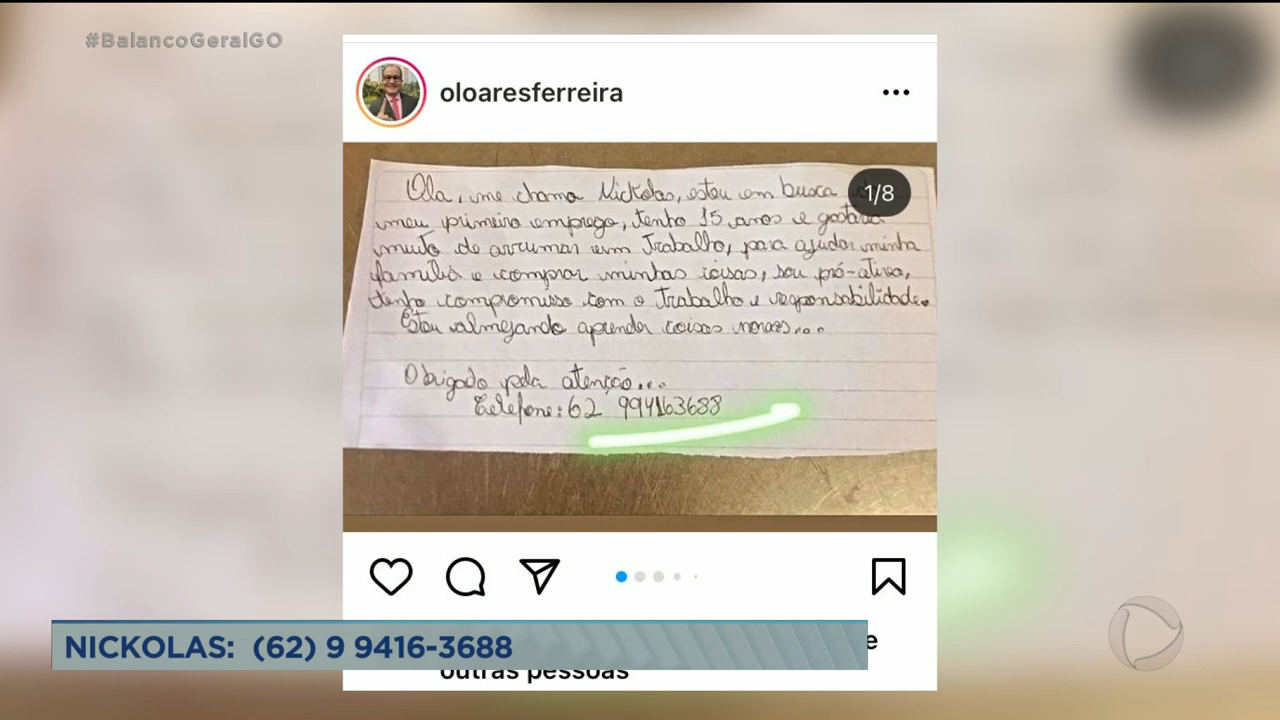 #BalancoGeralGO
oloaresferreira
1/8
Ola, me chamo Nickolas, estou em busca
meu primeiro emprego, tenho 15 anos e gostaria
muito de arrumar um Trabalho, para ajudar minha
família e comprar minhas coisas, sou pró-ativo,
tenho compromisso com o Trabalho e responsabilidade.
Estou almejando aprender coisas novas...
Obrigado pela atenção...
Telefone: 62 994163688
e
outras pessoas
NICKOLAS: (62) 9 9416-3688